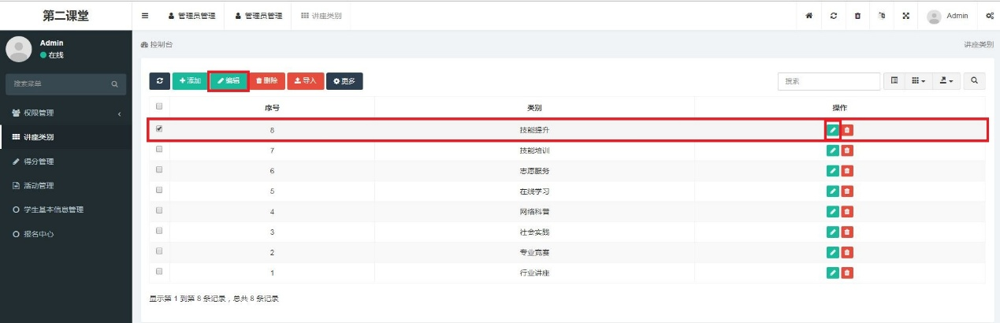 第二课堂 管理员管理 管理员管理 讲座类别 Admin
Admin
在线
控制台 讲座类别
搜索菜单
添加 编辑 删除 导入 更多 搜索
权限管理
讲座类别
得分管理
活动管理
学生基本信息管理
报名中心
序号 类别 操作
8 技能提升
7 技能培训
6 志愿服务
5 在线学习
4 网络科普
3 社会实践
2 专业竞赛
1 行业讲座
显示第 1 到第 8 条记录，总共 8 条记录